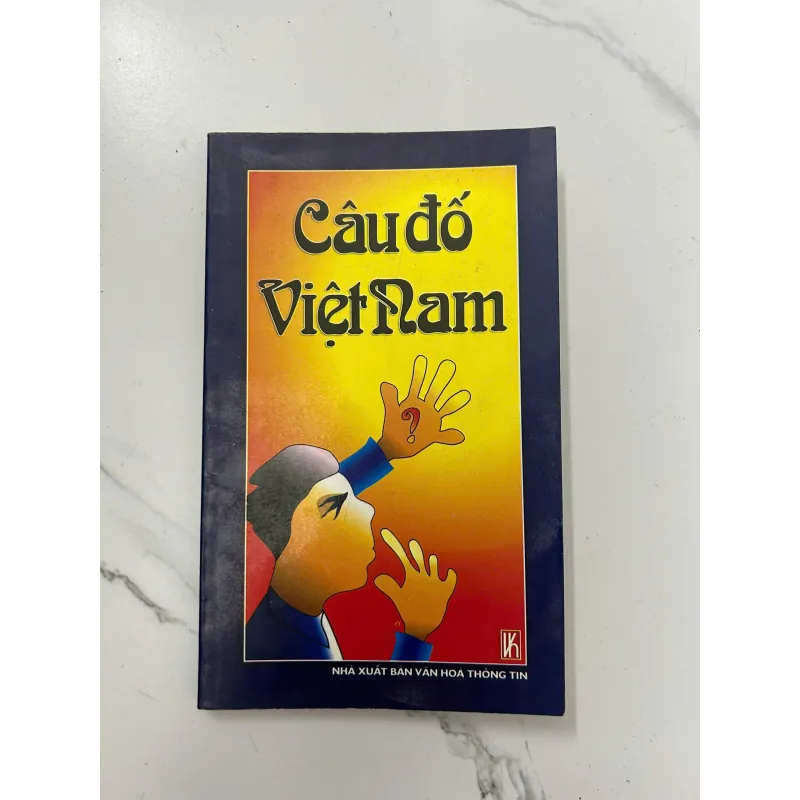 Câu đố
Việt Nam
?
NHÀ XUẤT BẢN VĂN HOÁ THÔNG TIN